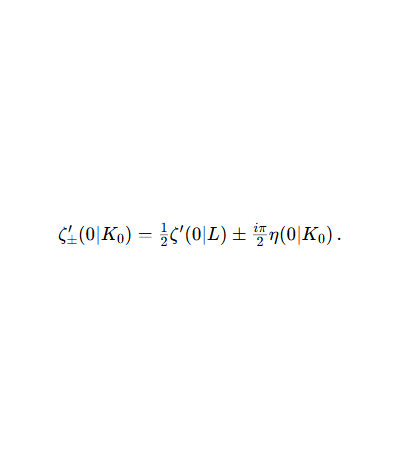 ζ′±(0|K₀) = ½ζ′(0|L) ± iπ/2 η(0|K₀) .